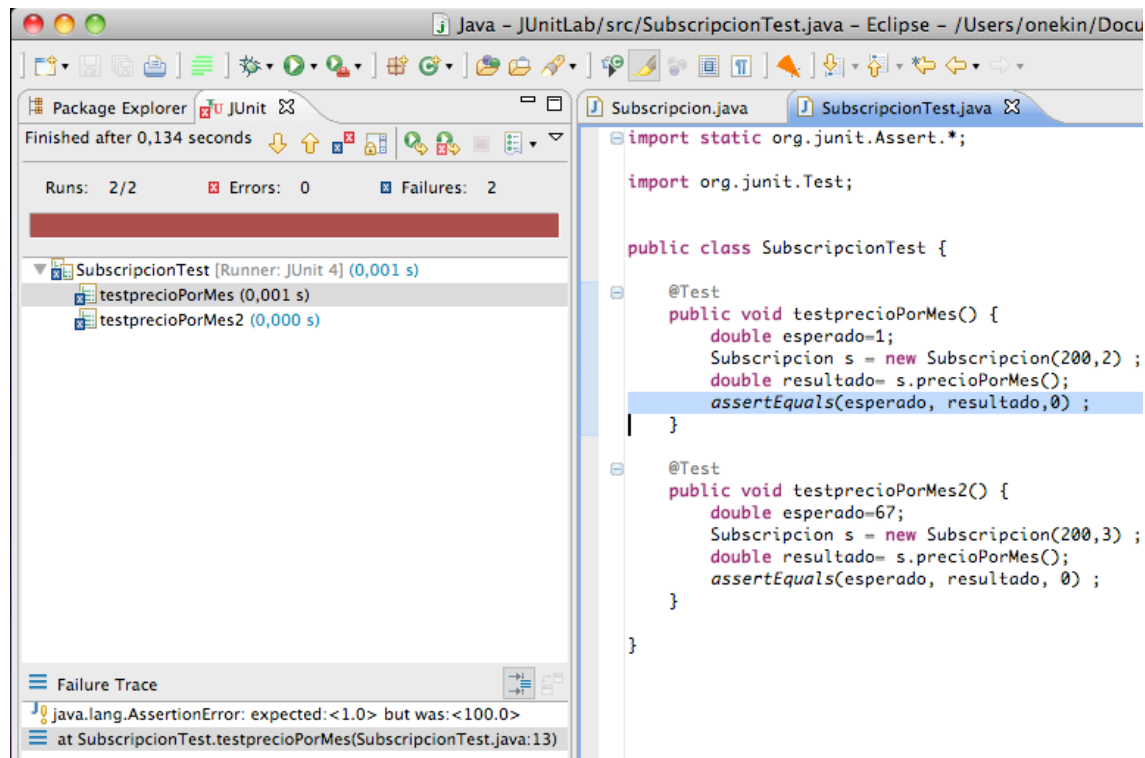 Java – JUnitLab/src/SubscripcionTest.java – Eclipse – /Users/onekin/Docu
Package Explorer
JUnit
Finished after 0,134 seconds
Runs: 2/2
Errors: 0
Failures: 2
SubscripcionTest [Runner: JUnit 4] (0,001 s)
testprecioPorMes (0,001 s)
testprecioPorMes2 (0,000 s)
Failure Trace
java.lang.AssertionError: expected:<1.0> but was:<100.0>
at SubscripcionTest.testprecioPorMes(SubscripcionTest.java:13)
Subscripcion.java
SubscripcionTest.java
import static org.junit.Assert.*;
import org.junit.Test;
public class SubscripcionTest {
@Test
public void testprecioPorMes() {
double esperado=1;
Subscripcion s = new Subscripcion(200,2) ;
double resultado= s.precioPorMes();
assertEquals(esperado, resultado,0) ;
}
@Test
public void testprecioPorMes2() {
double esperado=67;
Subscripcion s = new Subscripcion(200,3) ;
double resultado= s.precioPorMes();
assertEquals(esperado, resultado, 0) ;
}
}